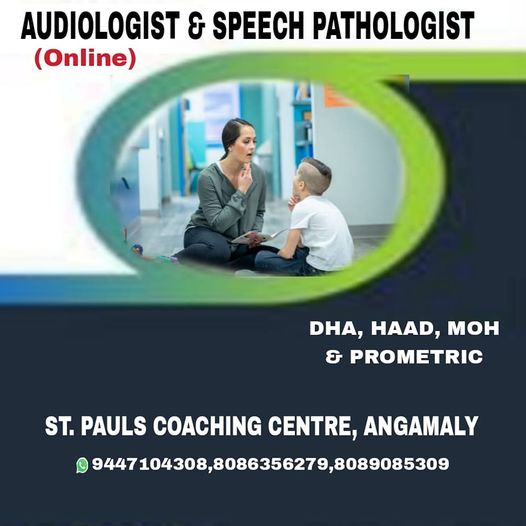 AUDIOLOGIST & SPEECH PATHOLOGIST
(Online)
DHA, HAAD, MOH
& PROMETRIC
ST. PAULS COACHING CENTRE, ANGAMALY
9447104308,8086356279,8089085309